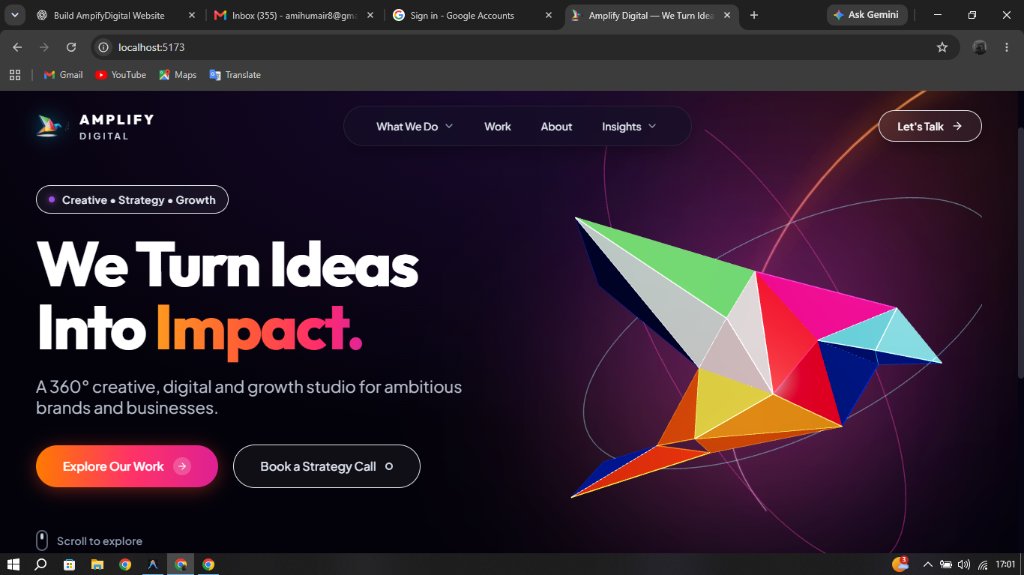 Build AmpifyDigital Website
Inbox (355) - amihumair8@gma
Sign in - Google Accounts
Amplify Digital — We Turn Idea
Ask Gemini
localhost:5173
Gmail
YouTube
Maps
Translate
AMPLIFY
DIGITAL
What We Do
Work
About
Insights
Let's Talk
Creative • Strategy • Growth
We Turn Ideas
Into Impact.
A 360° creative, digital and growth studio for ambitious
brands and businesses.
Explore Our Work
Book a Strategy Call
Scroll to explore
3
17:01